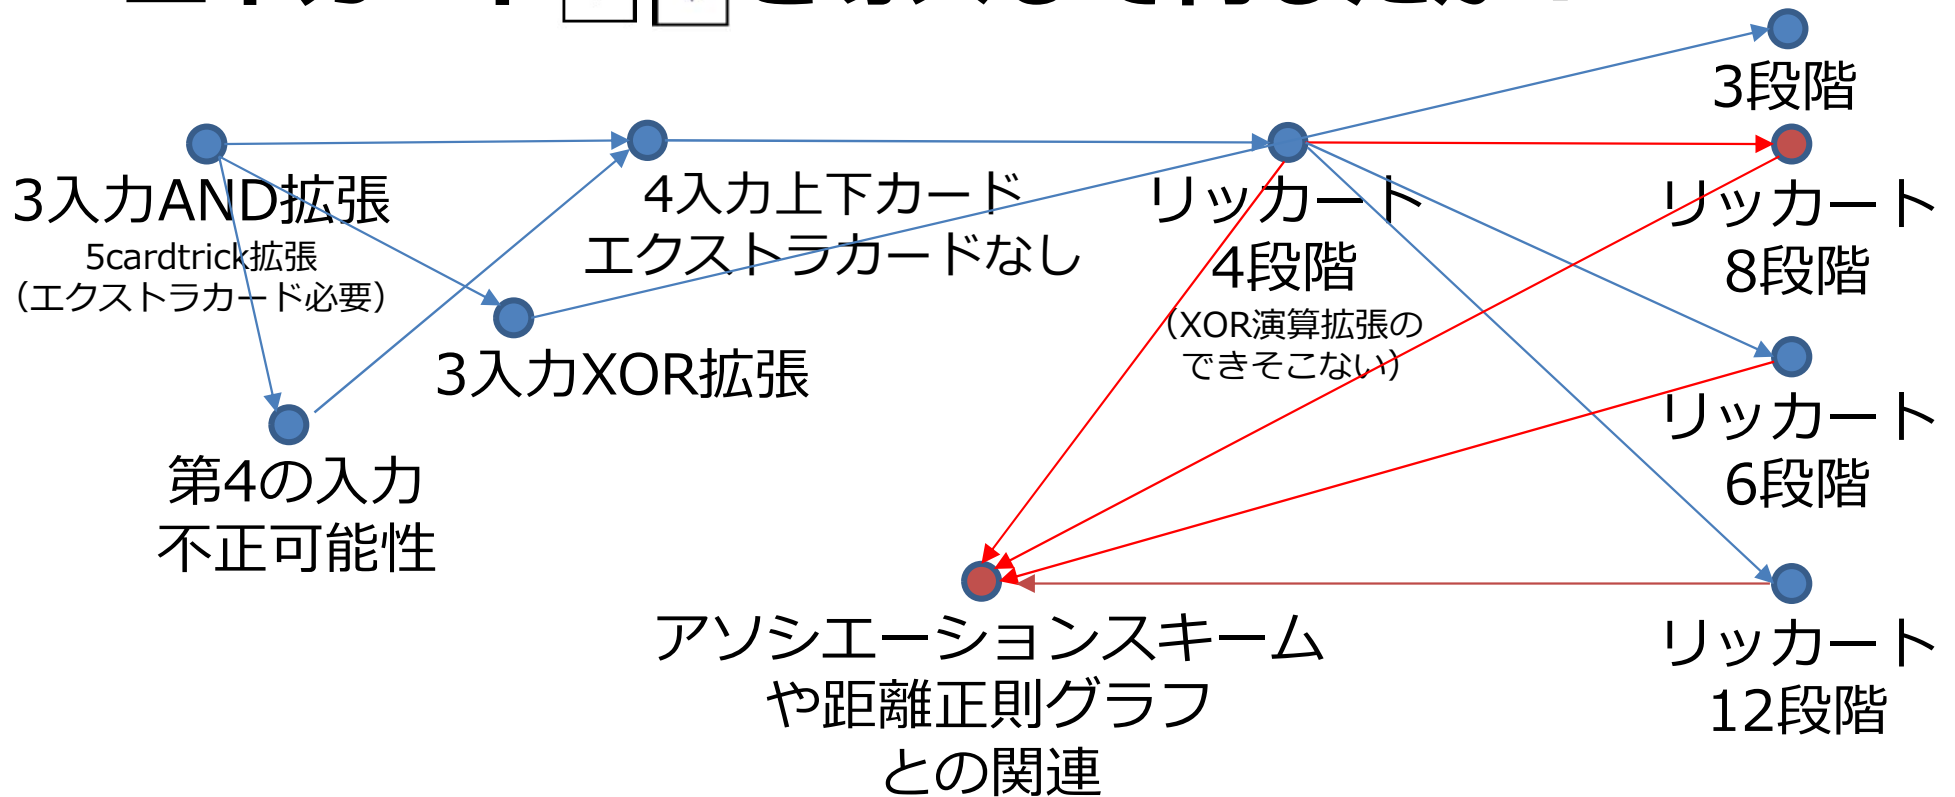 3段階
3入力AND拡張
5cardtrick拡張
（エクストラカード必要）
4入力上下カード
エクストラカードなし
リッカート
4段階
（XOR演算拡張の
できそこない）
リッカート
8段階
3入力XOR拡張
リッカート
6段階
第4の入力
不正可能性
アソシエーションスキーム
や距離正則グラフ
との関連
リッカート
12段階